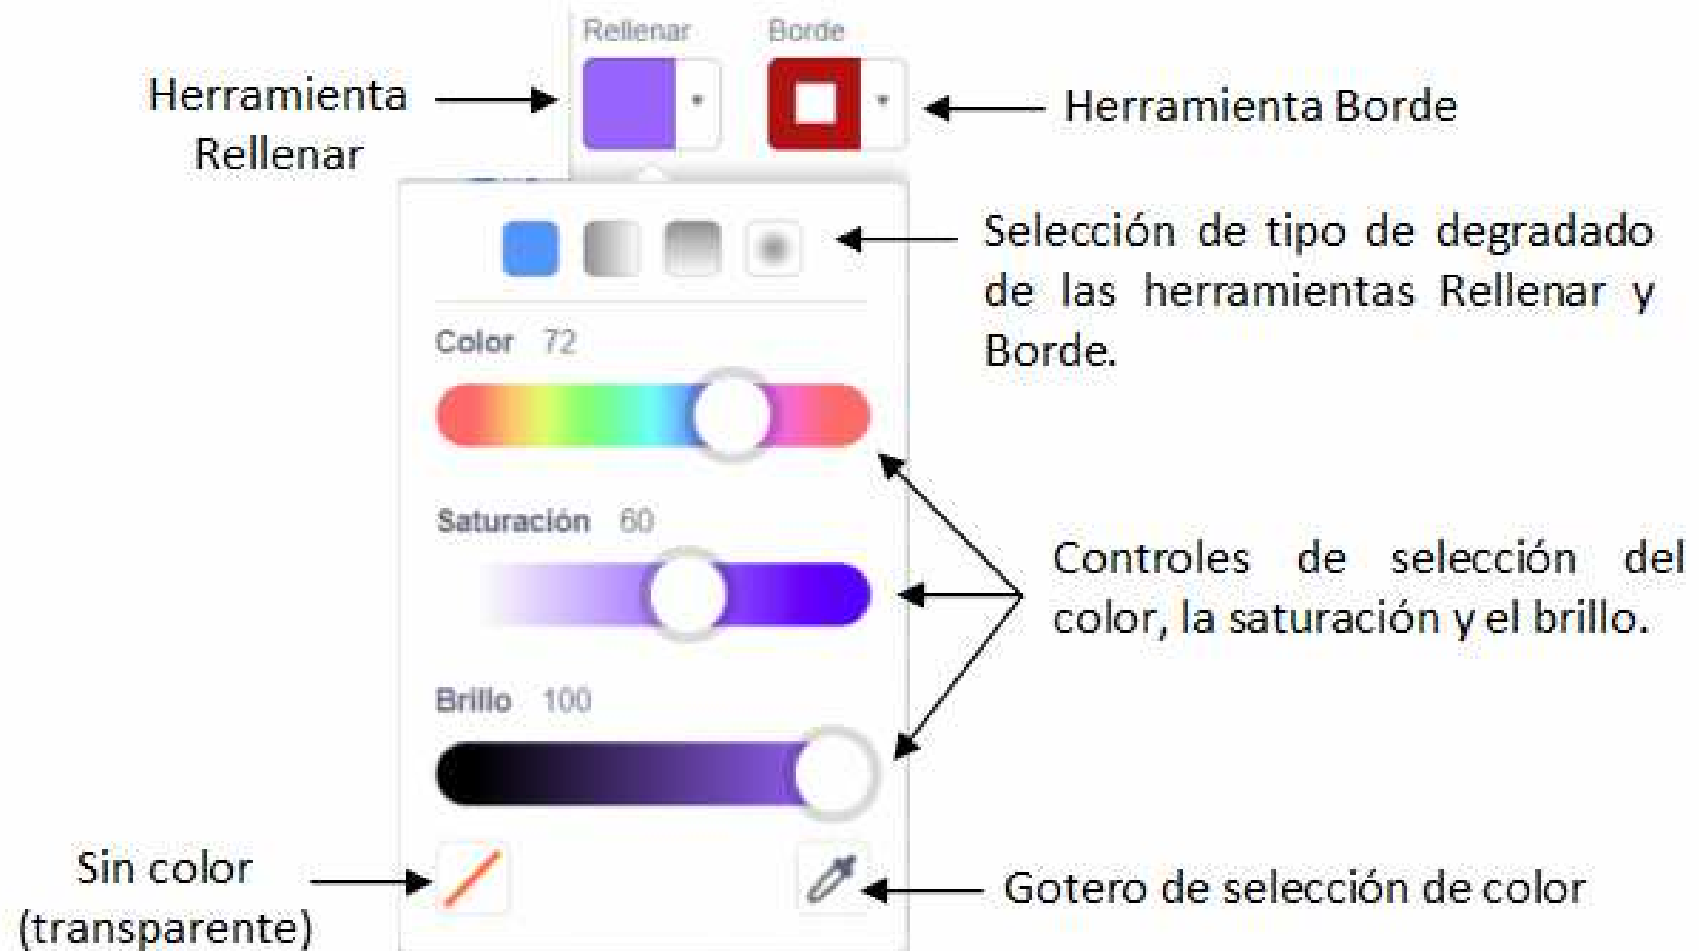 Rellenar
Borde
Herramienta
Rellenar
Herramienta Borde
Selección de tipo de degradado
de las herramientas Rellenar y
Borde.
Color 72
Saturación 60
Controles de selección del
color, la saturación y el brillo.
Brillo 100
Sin color
(transparente)
Gotero de selección de color